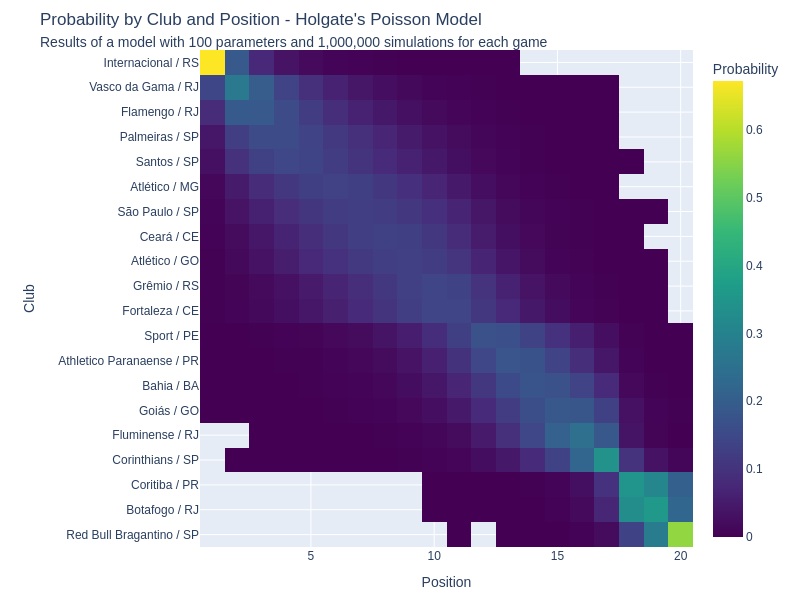 Probability by Club and Position - Holgate's Poisson Model
Results of a model with 100 parameters and 1,000,000 simulations for each game
Probability
Internacional / RS
Vasco da Gama / RJ
Flamengo / RJ
Palmeiras / SP
Santos / SP
Atlético / MG
São Paulo / SP
Ceará / CE
Atlético / GO
Grêmio / RS
Fortaleza / CE
Sport / PE
Athletico Paranaense / PR
Bahia / BA
Goiás / GO
Fluminense / RJ
Corinthians / SP
Coritiba / PR
Botafogo / RJ
Red Bull Bragantino / SP
Club
5
10
15
20
Position
0.6
0.5
0.4
0.3
0.2
0.1
0